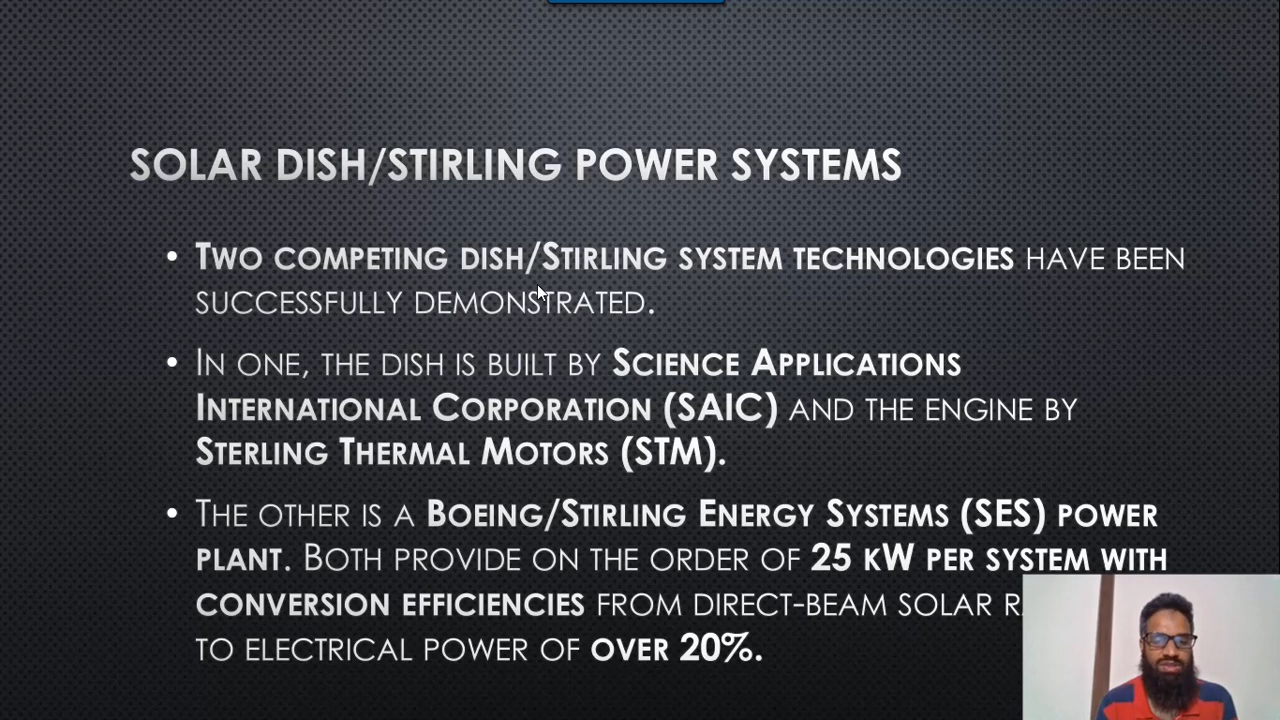 SOLAR DISH/STIRLING POWER SYSTEMS
• TWO COMPETING DISH/STIRLING SYSTEM TECHNOLOGIES HAVE BEEN
SUCCESSFULLY DEMONSTRATED.
• IN ONE, THE DISH IS BUILT BY SCIENCE APPLICATIONS
INTERNATIONAL CORPORATION (SAIC) AND THE ENGINE BY
STERLING THERMAL MOTORS (STM).
• THE OTHER IS A BOEING/STIRLING ENERGY SYSTEMS (SES) POWER
PLANT. BOTH PROVIDE ON THE ORDER OF 25 KW PER SYSTEM WITH
CONVERSION EFFICIENCIES FROM DIRECT-BEAM SOLAR
TO ELECTRICAL POWER OF OVER 20%.